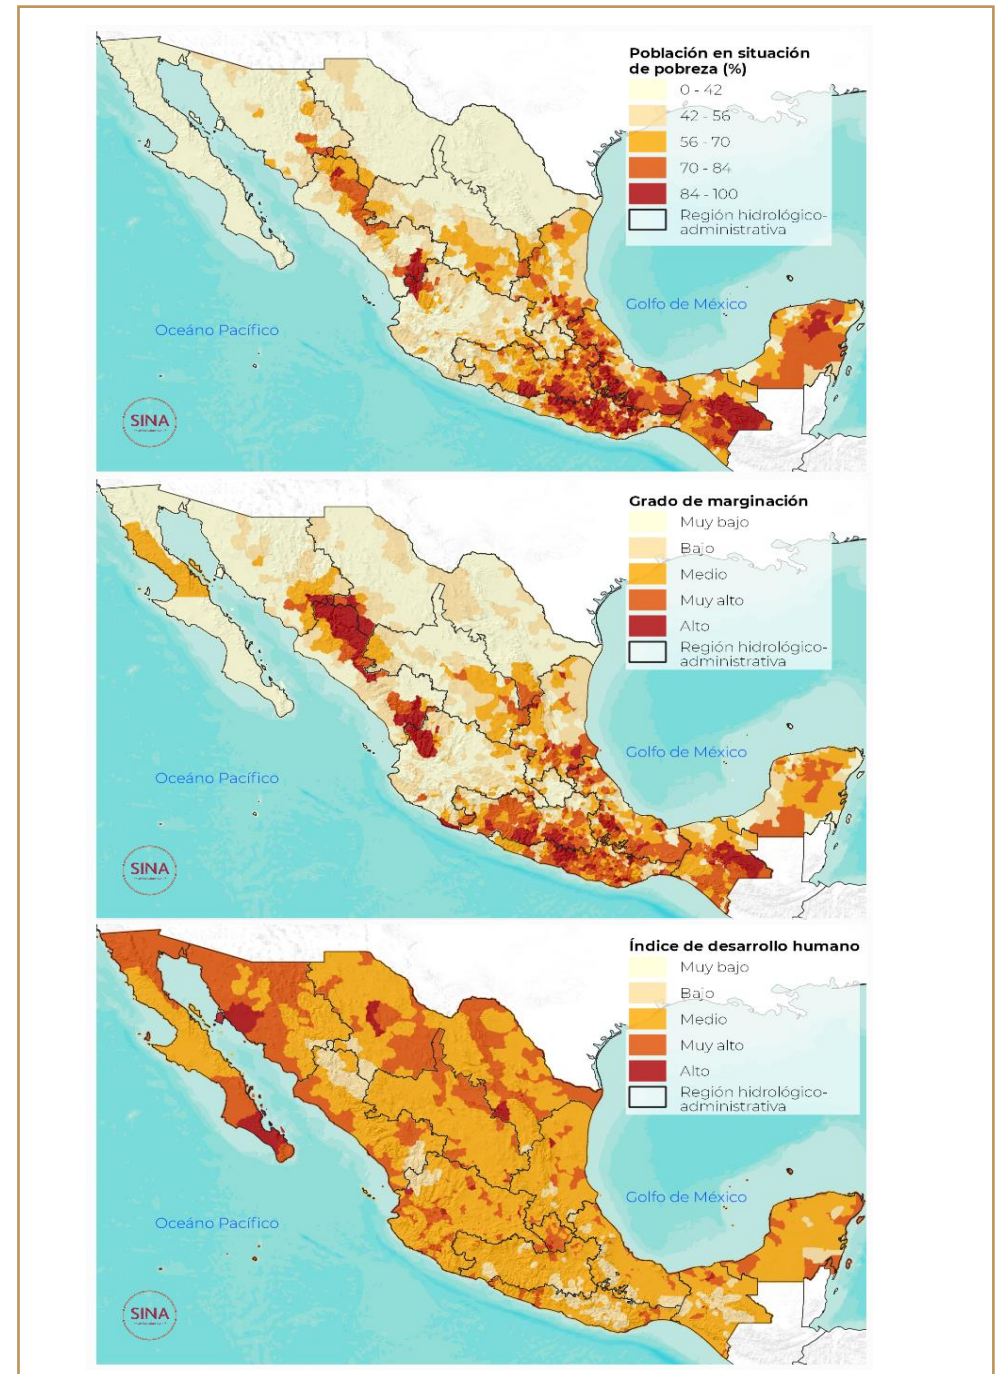 Población en situación
de pobreza (%)
0 - 42
42 - 56
56 - 70
70 - 84
84 - 100
Región hidrológico-
administrativa
Golfo de México
Oceáno Pacífico
SINA
Grado de marginación
Muy bajo
Bajo
Medio
Muy alto
Alto
Región hidrológico-
administrativa
Golfo de México
Oceáno Pacífico
SINA
Índice de desarrollo humano
Muy bajo
Bajo
Medio
Muy alto
Alto
Región hidrológico-
administrativa
Golfo de México
Oceáno Pacífico
SINA